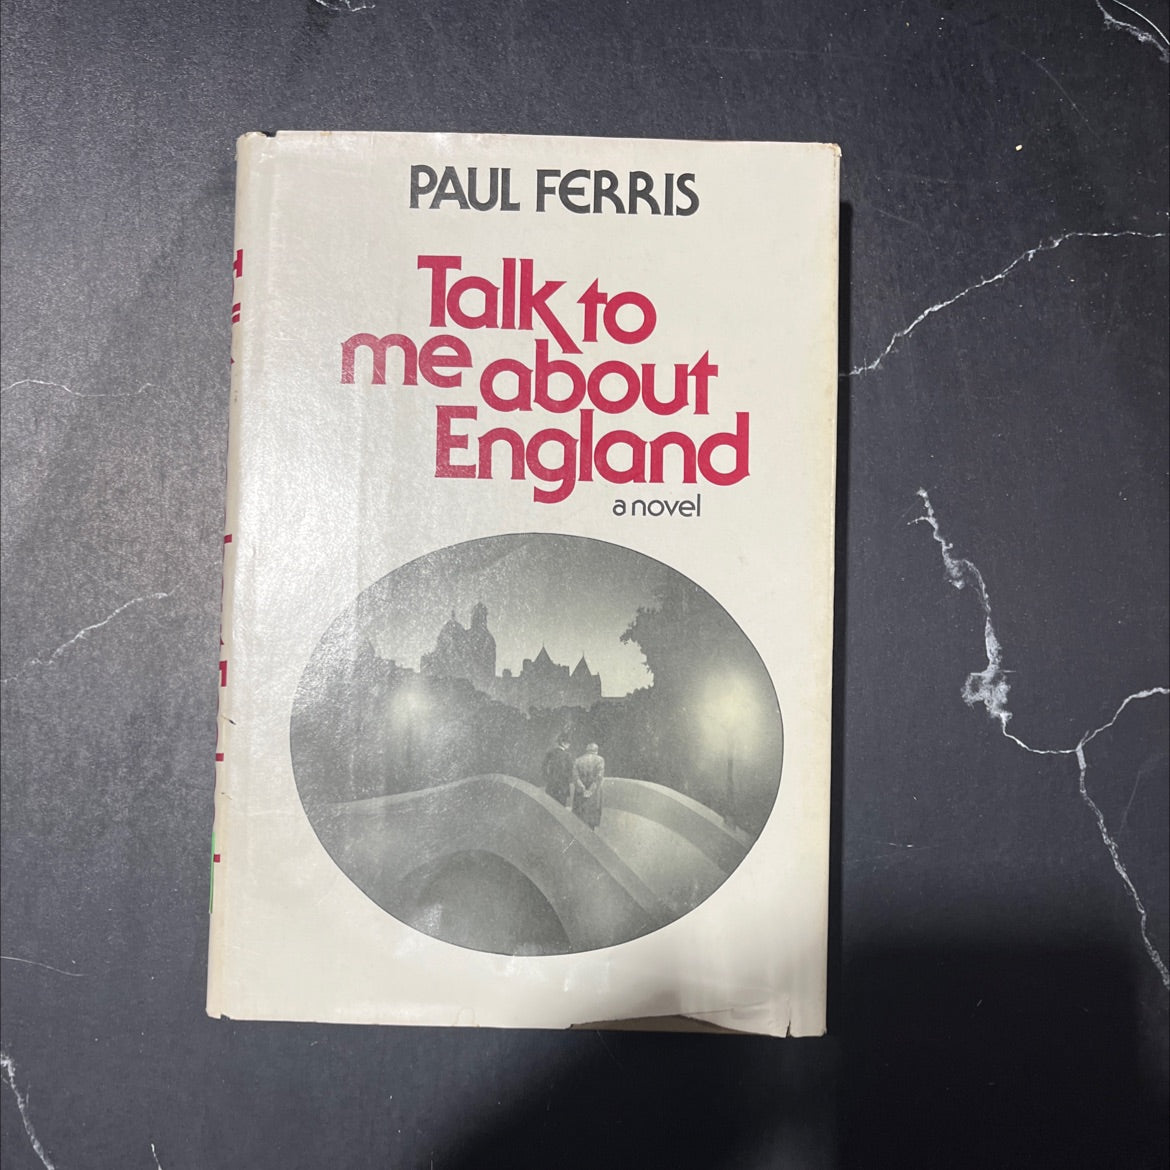 PAUL FERRIS
Talk to
me about
England
a novel